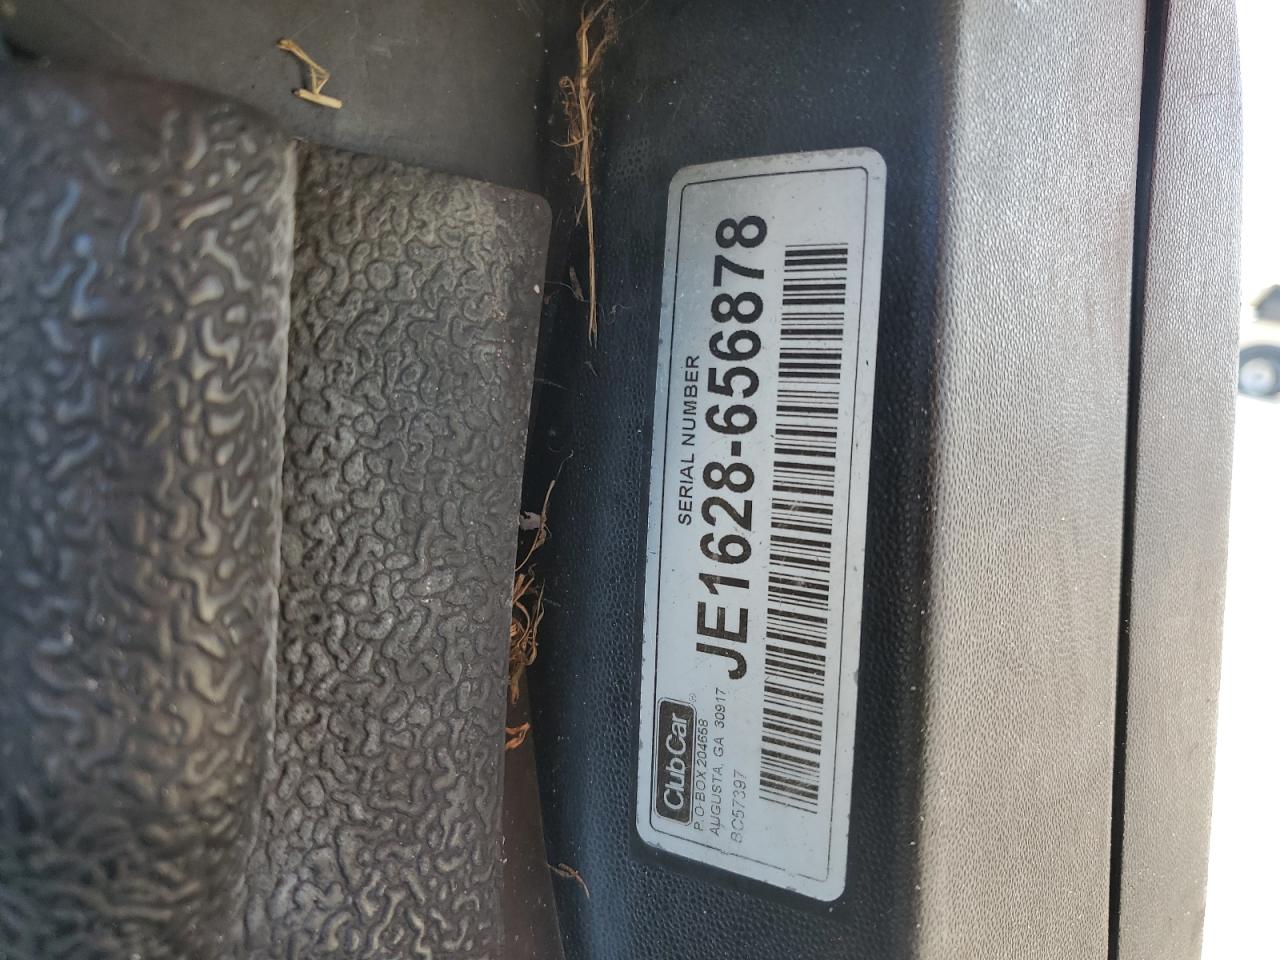 SERIAL NUMBER
JE1628-656878
Club Car®
P.O BOX 204658
AUGUSTA, GA 30917
BC57397